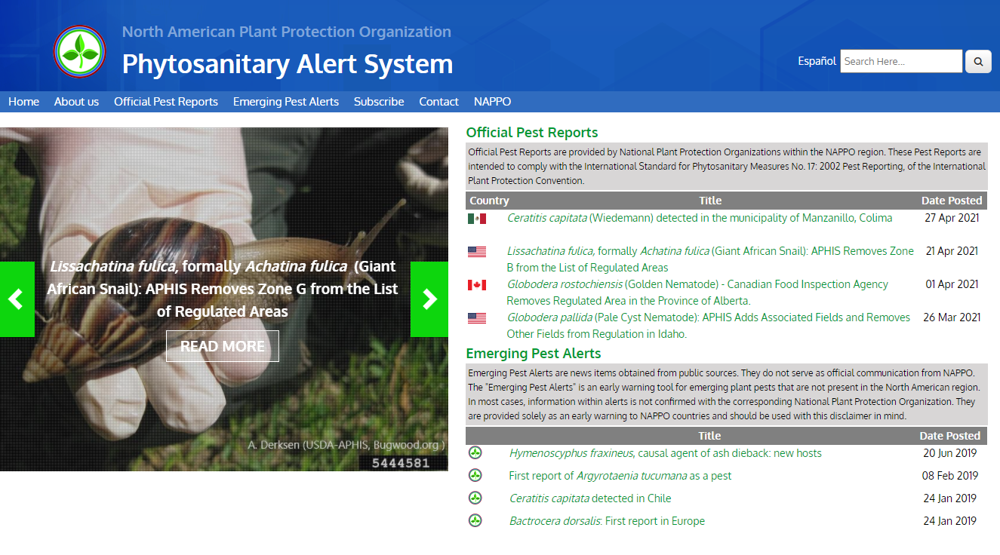 North American Plant Protection Organization
Phytosanitary Alert System
Español
Search Here...
Home
About us
Official Pest Reports
Emerging Pest Alerts
Subscribe
Contact
NAPPO
Lissachatina fulica, formally Achatina fulica (Giant
African Snail): APHIS Removes Zone G from the List
of Regulated Areas
READ MORE
A. Derksen (USDA-APHIS, Bugwood.org )
5444581
Official Pest Reports
Official Pest Reports are provided by National Plant Protection Organizations within the NAPPO region. These Pest Reports are
intended to comply with the International Standard for Phytosanitary Measures No. 17: 2002 Pest Reporting, of the International
Plant Protection Convention.
Country Title Date Posted
Ceratitis capitata (Wiedemann) detected in the municipality of Manzanillo, Colima 27 Apr 2021
Lissachatina fulica, formally Achatina fulica (Giant African Snail): APHIS Removes Zone 21 Apr 2021
B from the List of Regulated Areas
Globodera rostochiensis (Golden Nematode) - Canadian Food Inspection Agency 01 Apr 2021
Removes Regulated Area in the Province of Alberta.
Globodera pallida (Pale Cyst Nematode): APHIS Adds Associated Fields and Removes 26 Mar 2021
Other Fields from Regulation in Idaho.
Emerging Pest Alerts
Emerging Pest Alerts are news items obtained from public sources. They do not serve as official communication from NAPPO.
The "Emerging Pest Alerts" is an early warning tool for emerging plant pests that are not present in the North American region.
In most cases, information within alerts is not confirmed with the corresponding National Plant Protection Organization. They
are provided solely as an early warning to NAPPO countries and should be used with this disclaimer in mind.
Title Date Posted
Hymenoscyphus fraxineus, causal agent of ash dieback: new hosts 20 Jun 2019
First report of Argyrotaenia tucumana as a pest 08 Feb 2019
Ceratitis capitata detected in Chile 24 Jan 2019
Bactrocera dorsalis: First report in Europe 24 Jan 2019